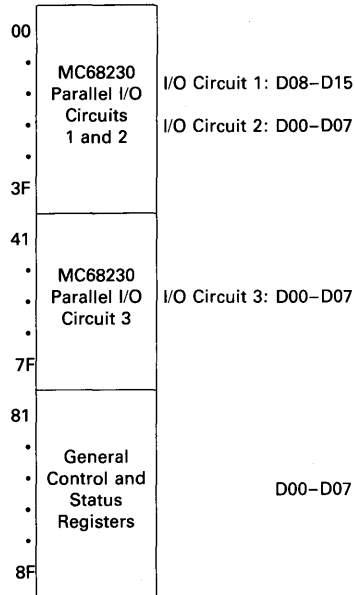 00
MC68230
Parallel I/O
Circuits
1 and 2
I/O Circuit 1: D08–D15
I/O Circuit 2: D00–D07
3F
41
MC68230
Parallel I/O
Circuit 3
I/O Circuit 3: D00–D07
7F
81
General
Control and
Status
Registers
D00–D07
8F